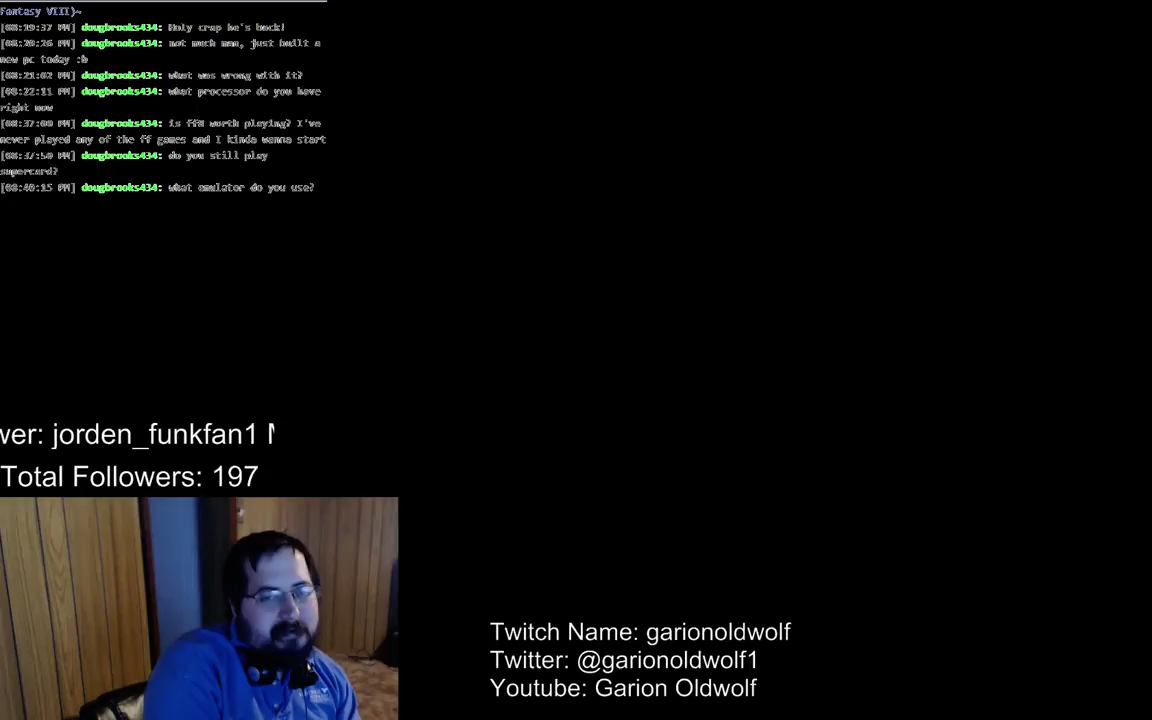 Fantasy VIII)~
[08:19:37 PM] dougbrooks434: Holy crap he's back!
[08:20:26 PM] dougbrooks434: not much man, just built a
new pc today :b
[08:21:02 PM] dougbrooks434: what was wrong with it?
[08:22:11 PM] dougbrooks434: what processor do you have
right now
[08:37:00 PM] dougbrooks434: is ff8 worth playing? I've
never played any of the ff games and I kinda wanna start
[08:37:50 PM] dougbrooks434: do you still play
supercard?
[08:40:15 PM] dougbrooks434: what emulator do you use?
wer: jorden_funkfan1
Total Followers: 197
Twitch Name: garionoldwolf
Twitter: @garionoldwolf1
Youtube: Garion Oldwolf